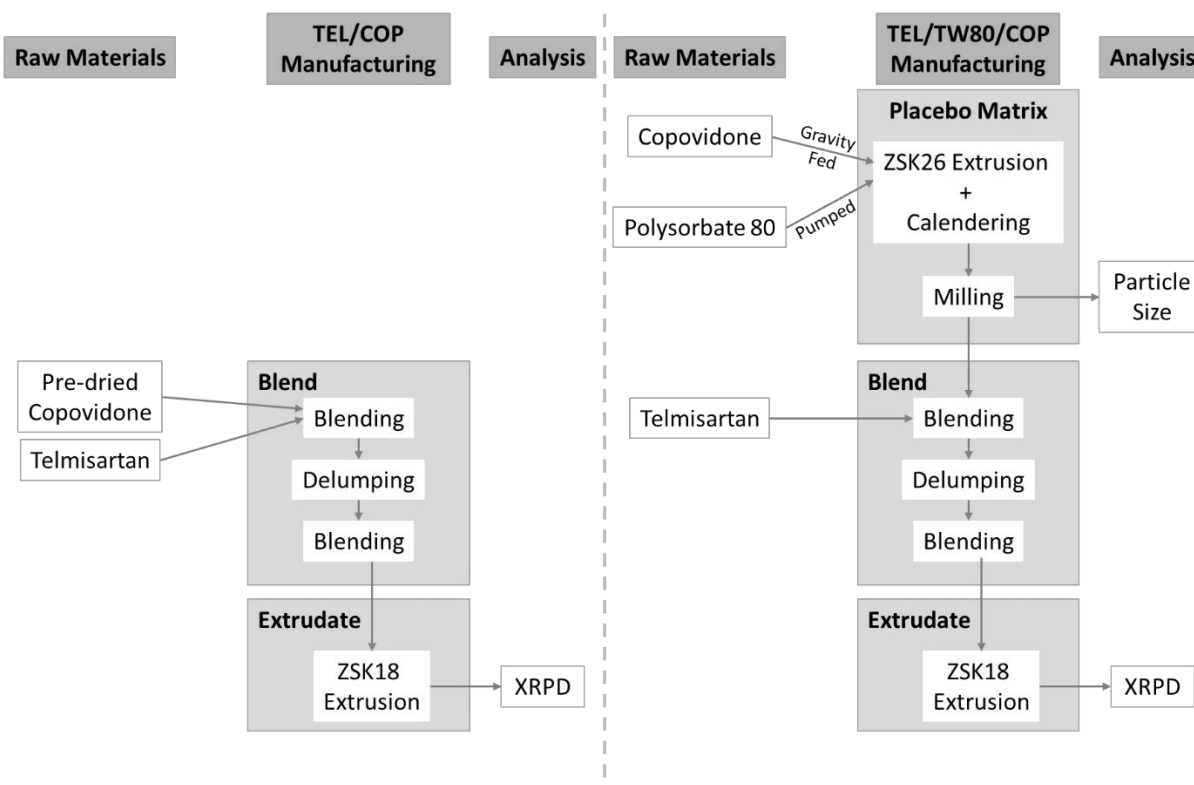 Raw Materials
TEL/COP
Manufacturing
Analysis
Pre-dried
Copovidone
Telmisartan
Blend
Blending
Delumping
Blending
Extrudate
ZSK18
Extrusion
XRPD
Raw Materials
TEL/TW80/COP
Manufacturing
Analysis
Placebo Matrix
Copovidone
Gravity
Fed
Polysorbate 80
Pumped
ZSK26 Extrusion
+
Calendering
Milling
Particle
Size
Telmisartan
Blend
Blending
Delumping
Blending
Extrudate
ZSK18
Extrusion
XRPD